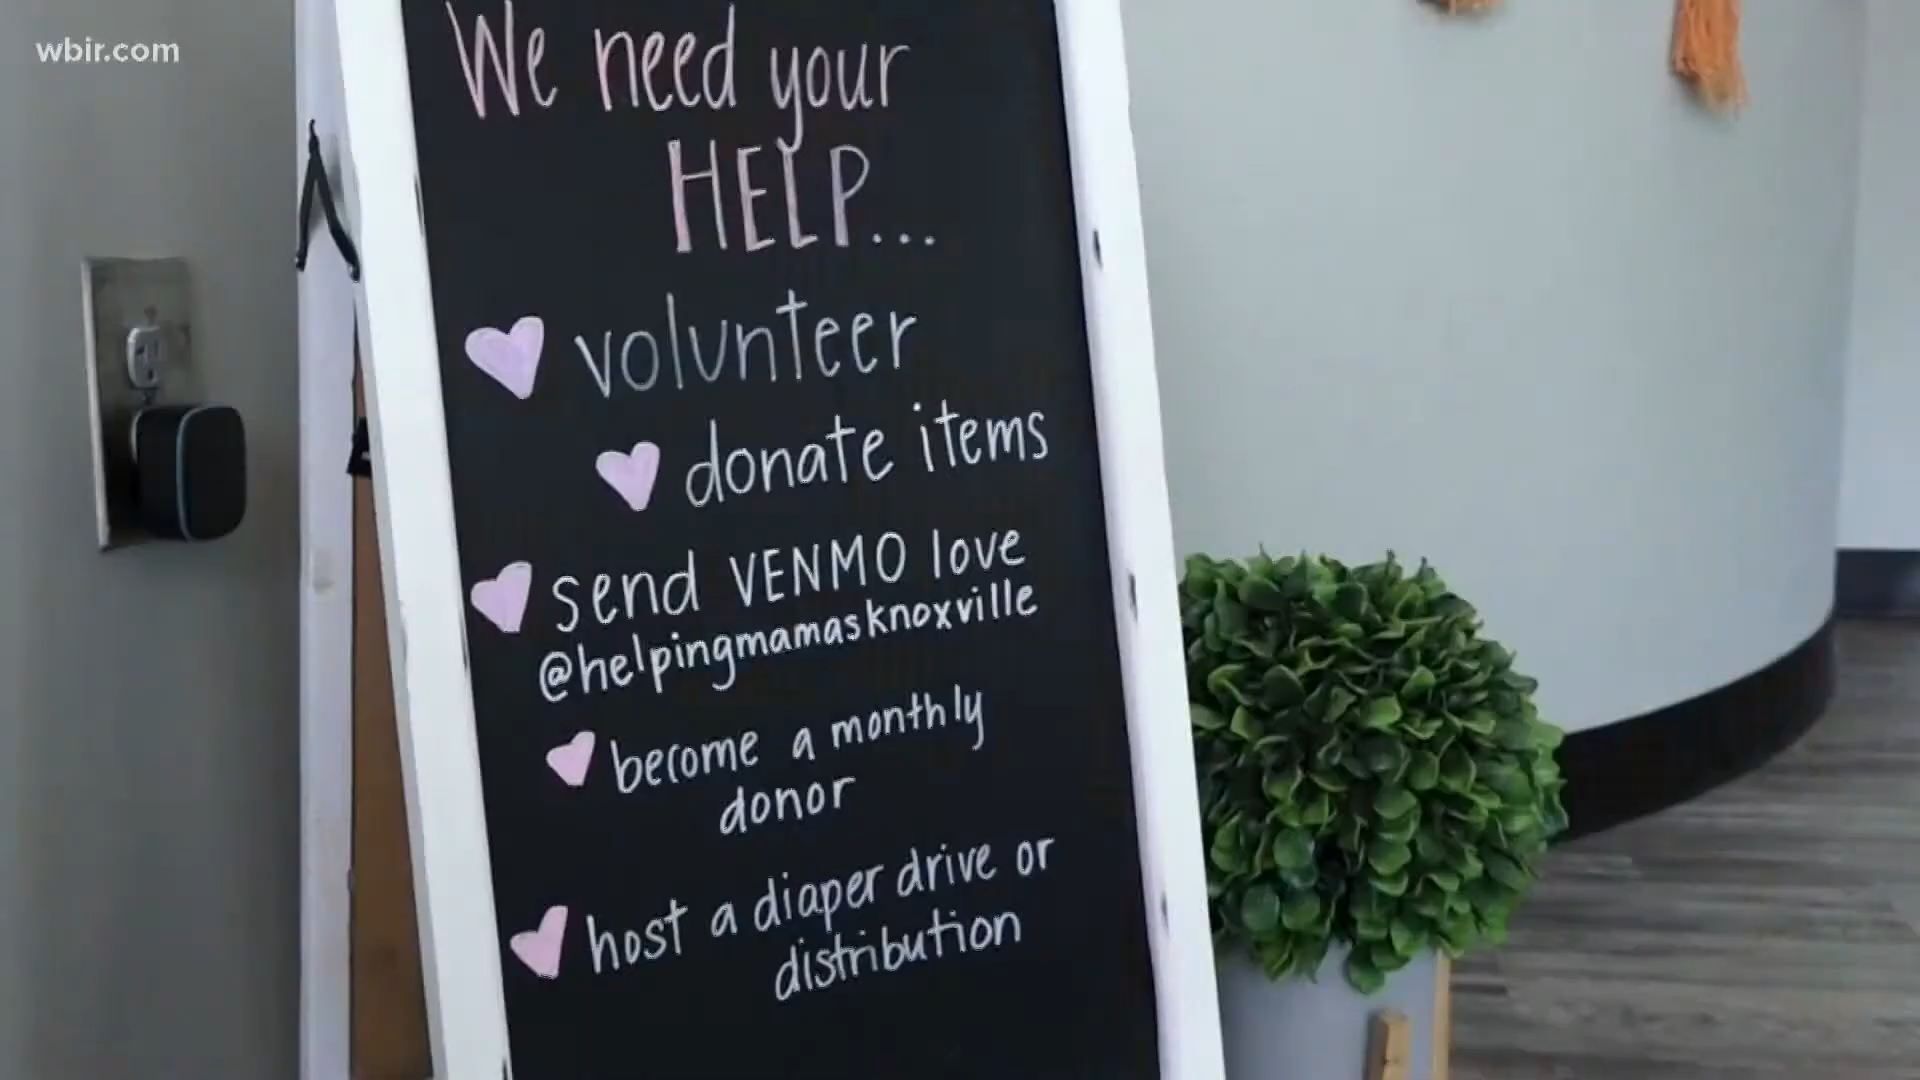 wbir.com
We need your
HELP...
volunteer
donate items
send VENMO love
@helpingmamasknoxville
become a monthly
donor
host a diaper drive or
distribution